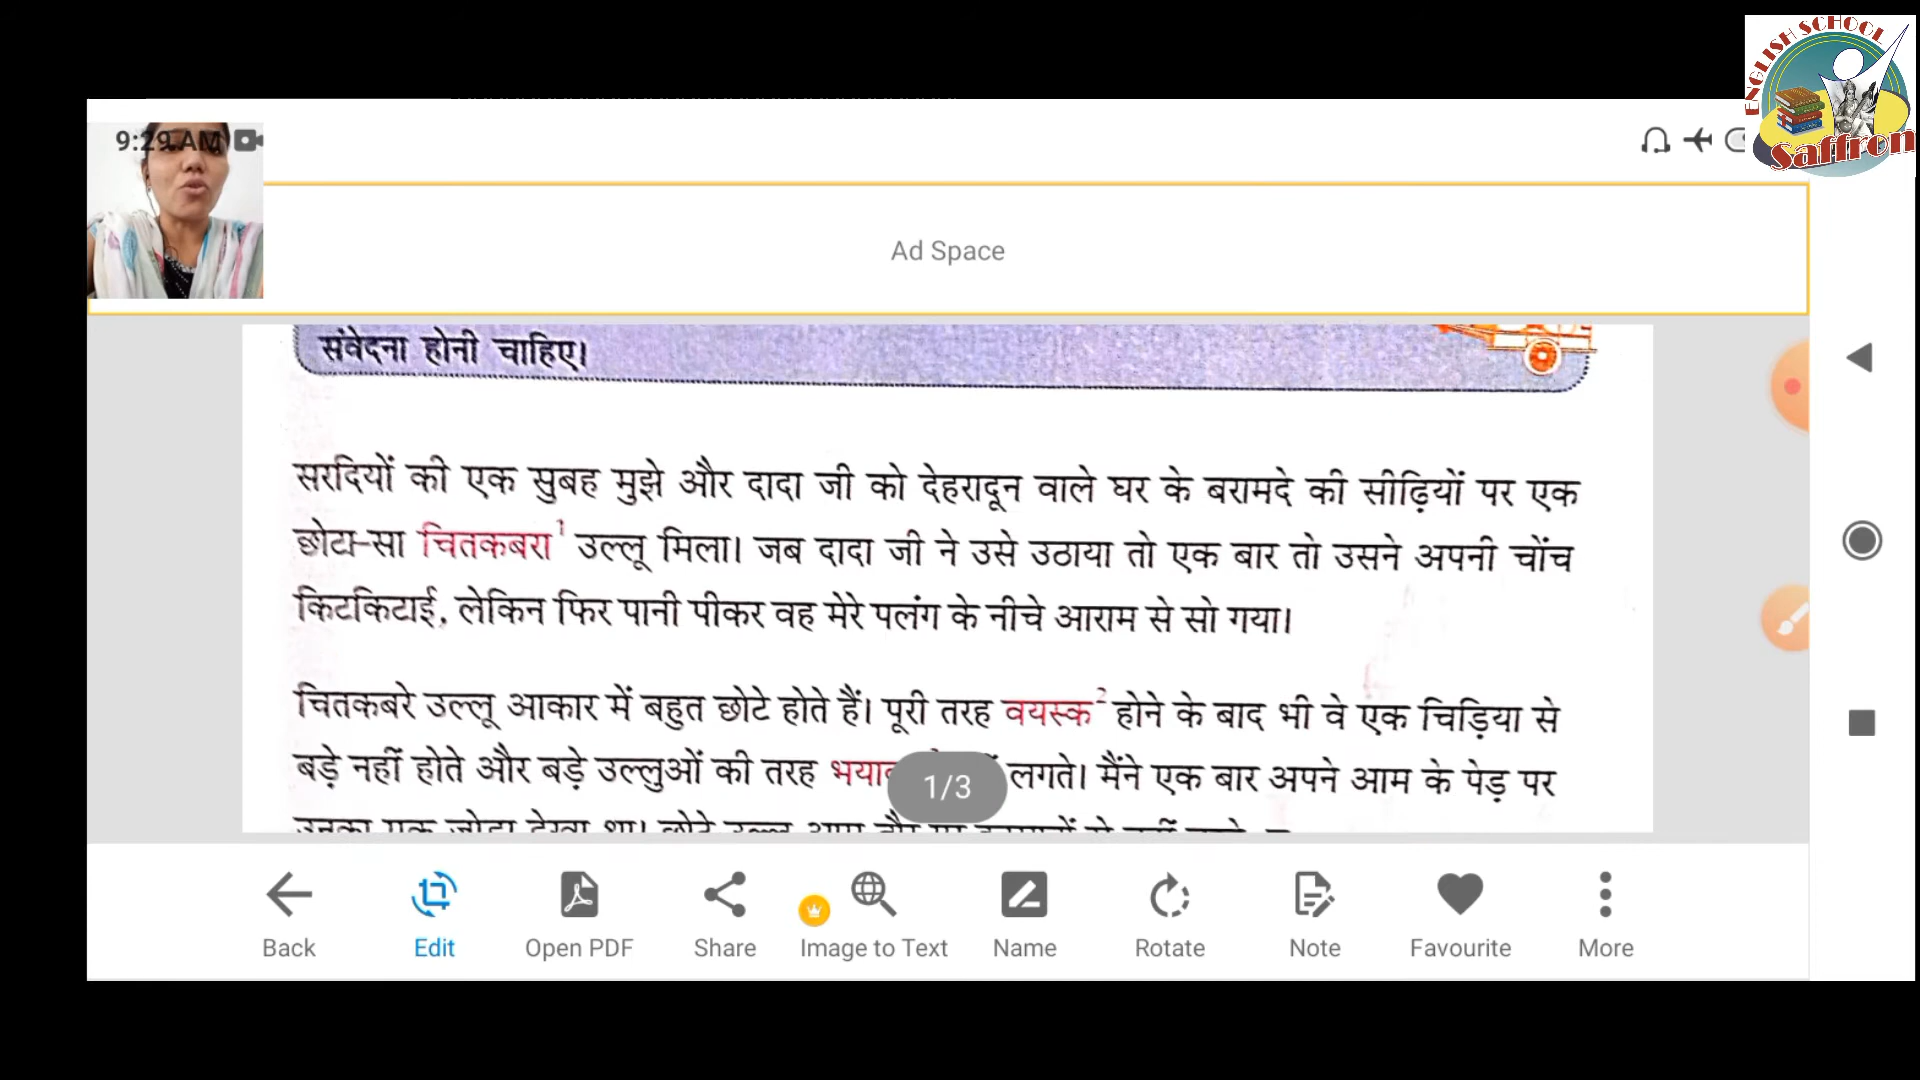 ENGLISH SCHOOL
Saffron
9:29 AM
Ad Space
संवेदना होनी चाहिए।
सरदियों की एक सुबह मुझे और दादा जी को देहरादून वाले घर के बरामदे की सीढ़ियों पर एक
छोटा-सा चितकबरा¹ उल्लू मिला। जब दादा जी ने उसे उठाया तो एक बार तो उसने अपनी चोंच
किटकिटाई, लेकिन फिर पानी पीकर वह मेरे पलंग के नीचे आराम से सो गया।
चितकबरे उल्लू आकार में बहुत छोटे होते हैं। पूरी तरह वयस्क² होने के बाद भी वे एक चिड़िया से
बड़े नहीं होते और बड़े उल्लुओं की तरह लगते। मैंने एक बार अपने आम के पेड़ पर
1/3
Back Edit Open PDF Share Image to Text Name Rotate Note Favourite More